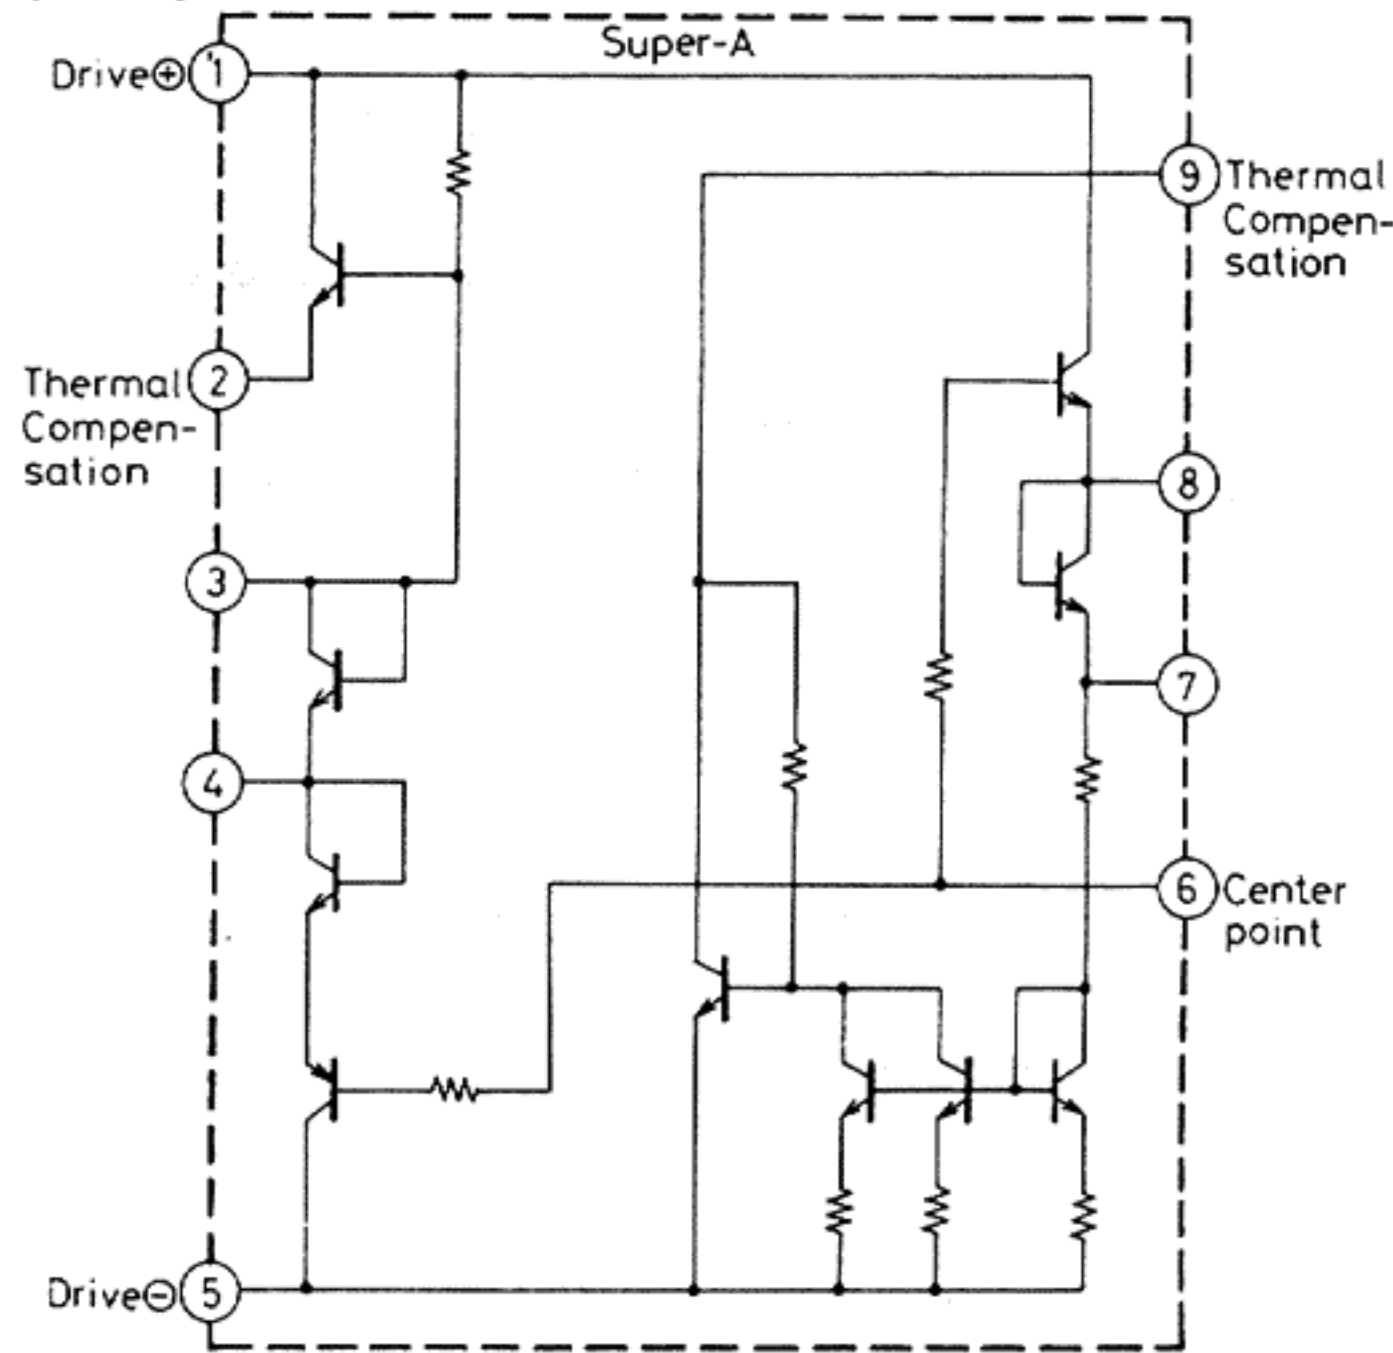 Super-A
Drive⊕ 1
9 Thermal
Compen-
sation
Thermal 2
Compen-
sation
8
3
7
4
6 Center
point
Drive⊖ 5